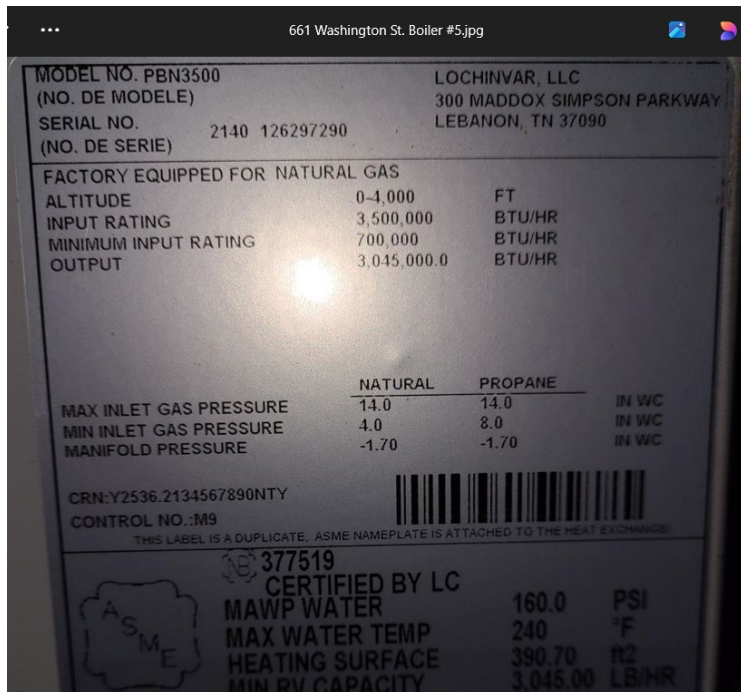 661 Washington St. Boiler #5.jpg
MODEL NO. PBN3500
(NO. DE MODELE)
SERIAL NO. 2140 126297290
(NO. DE SERIE)
LOCHINVAR, LLC
300 MADDOX SIMPSON PARKWAY
LEBANON, TN 37090
FACTORY EQUIPPED FOR NATURAL GAS
ALTITUDE 0-4,000 FT
INPUT RATING 3,500,000 BTU/HR
MINIMUM INPUT RATING 700,000 BTU/HR
OUTPUT 3,045,000.0 BTU/HR
NATURAL PROPANE
MAX INLET GAS PRESSURE 14.0 14.0 IN WC
MIN INLET GAS PRESSURE 4.0 8.0 IN WC
MANIFOLD PRESSURE -1.70 -1.70 IN WC
CRN:Y2536.2134567890NTY
CONTROL NO.:M9
THIS LABEL IS A DUPLICATE, ASME NAMEPLATE IS ATTACHED TO THE HEAT EXCHANGE
NB 377519
CERTIFIED BY LC
ASME
MAWP WATER 160.0 PSI
MAX WATER TEMP 240 °F
HEATING SURFACE 390.70 ft2
MIN RV CAPACITY 3,045.00 LB/HR